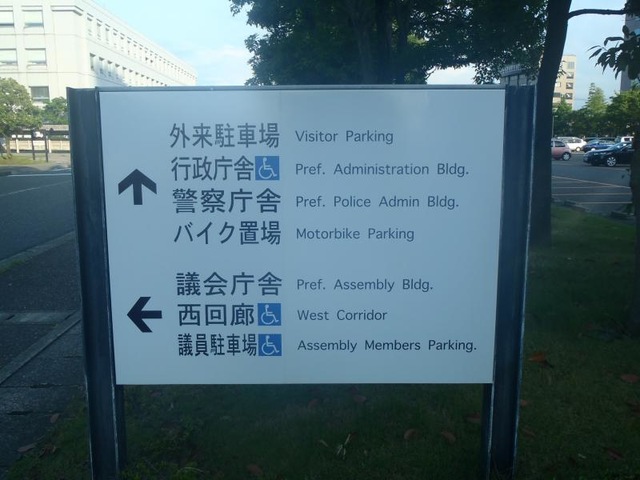 外来駐車場 Visitor Parking
行政庁舎 Pref. Administration Bldg.
警察庁舎 Pref. Police Admin Bldg.
バイク置場 Motorbike Parking
議会庁舎 Pref. Assembly Bldg.
西回廊 West Corridor
議員駐車場 Assembly Members Parking.